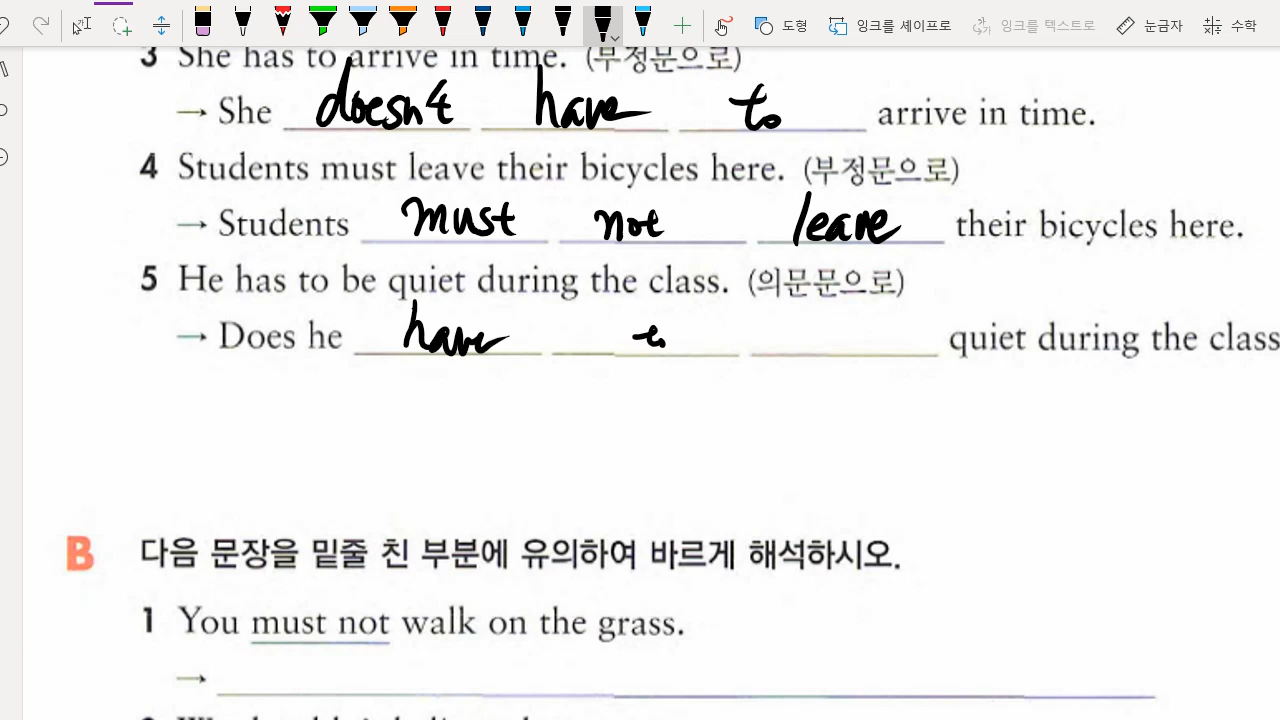 도형 잉크를 셰이프로 잉크를 텍스트로 눈금자 수학
3 She has to arrive in time. (부정문으로)
→ She doesn't have to arrive in time.
4 Students must leave their bicycles here. (부정문으로)
→ Students must not leave their bicycles here.
5 He has to be quiet during the class. (의문문으로)
→ Does he have to quiet during the class
B 다음 문장을 밑줄 친 부분에 유의하여 바르게 해석하시오.
1 You must not walk on the grass.
→